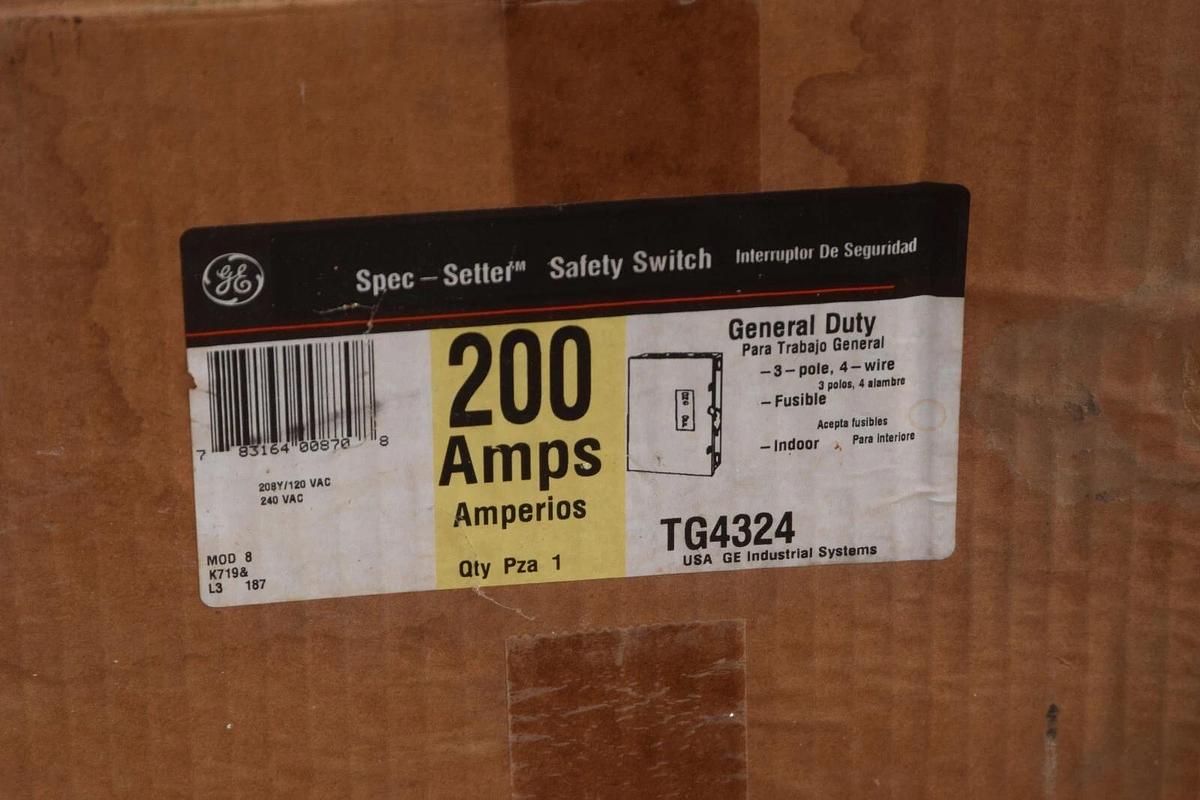 GE
Spec-Setter™ Safety Switch Interruptor De Seguridad
7 83164 00870 8
208Y/120 VAC
240 VAC
MOD 8
K719&
L3 187
200
Amps
Amperios
Qty Pza 1
General Duty
Para Trabajo General
-3-pole, 4-wire
3 polos, 4 alambre
-Fusible
Acepta fusibles
-Indoor Para Interiore
TG4324
USA GE Industrial Systems